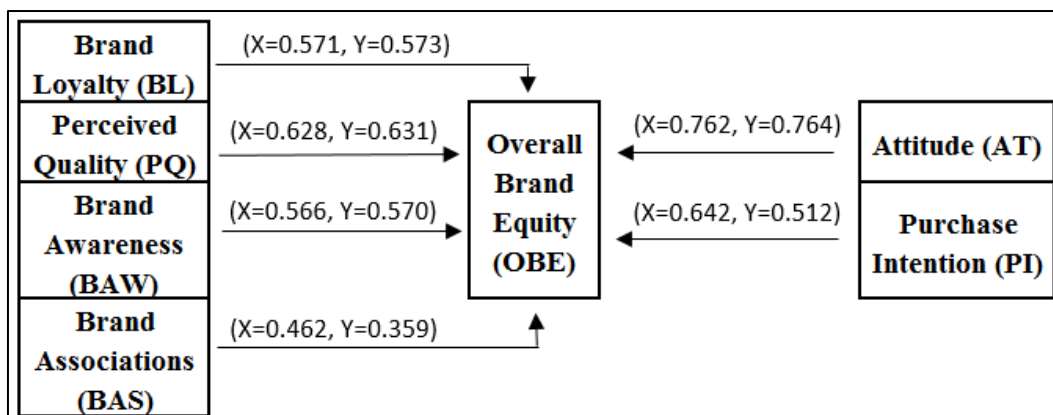 Brand
Loyalty (BL)
(X=0.571, Y=0.573)
Perceived
Quality (PQ)
(X=0.628, Y=0.631)
Brand
Awareness
(BAW)
(X=0.566, Y=0.570)
Brand
Associations
(BAS)
(X=0.462, Y=0.359)
Overall
Brand
Equity
(OBE)
(X=0.762, Y=0.764)
Attitude (AT)
(X=0.642, Y=0.512)
Purchase
Intention (PI)